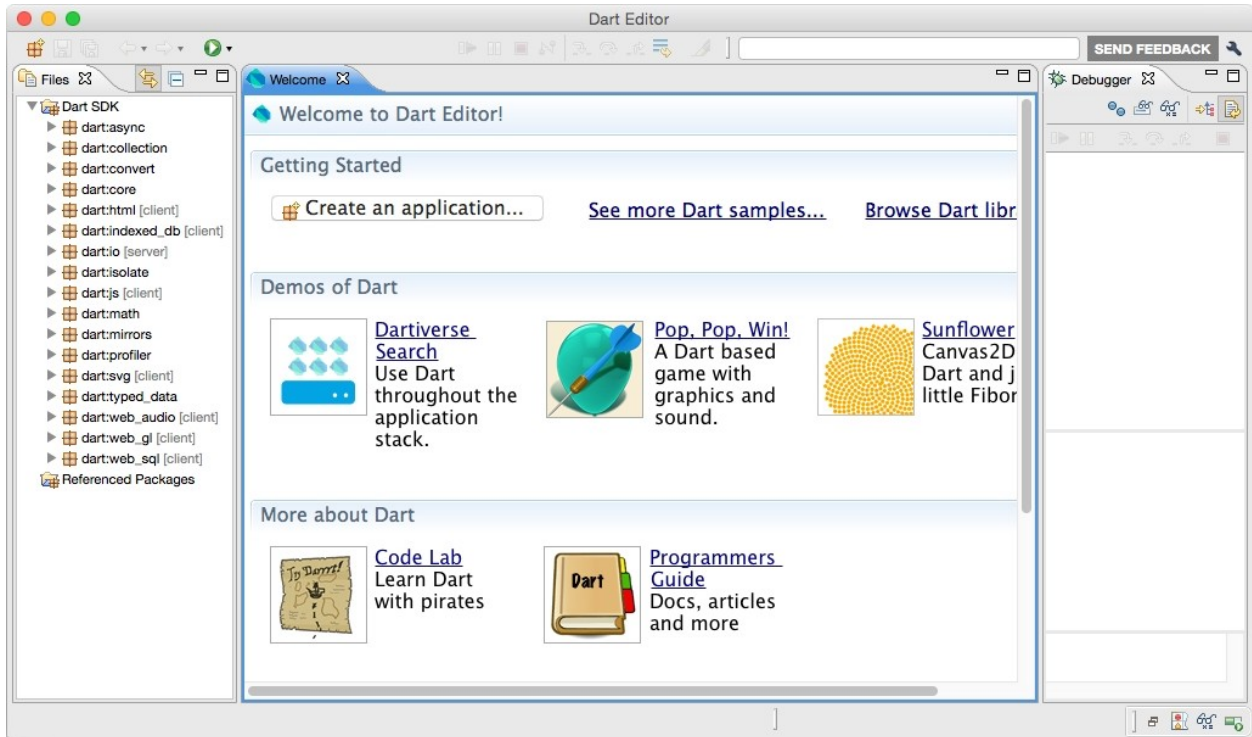 Dart Editor
SEND FEEDBACK
Files
Welcome
Debugger
Dart SDK
dart:async
dart:collection
dart:convert
dart:core
dart:html [client]
dart:indexed_db [client]
dart:io [server]
dart:isolate
dart:js [client]
dart:math
dart:mirrors
dart:profiler
dart:svg [client]
dart:typed_data
dart:web_audio [client]
dart:web_gl [client]
dart:web_sql [client]
Referenced Packages
Welcome to Dart Editor!
Getting Started
Create an application...
See more Dart samples...
Browse Dart libr
Demos of Dart
Dartiverse
Search
Use Dart
throughout the
application
stack.
Pop, Pop, Win!
A Dart based
game with
graphics and
sound.
Sunflower
Canvas2D
Dart and j
little Fibor
More about Dart
Code Lab
Learn Dart
with pirates
Dart
Programmers
Guide
Docs, articles
and more